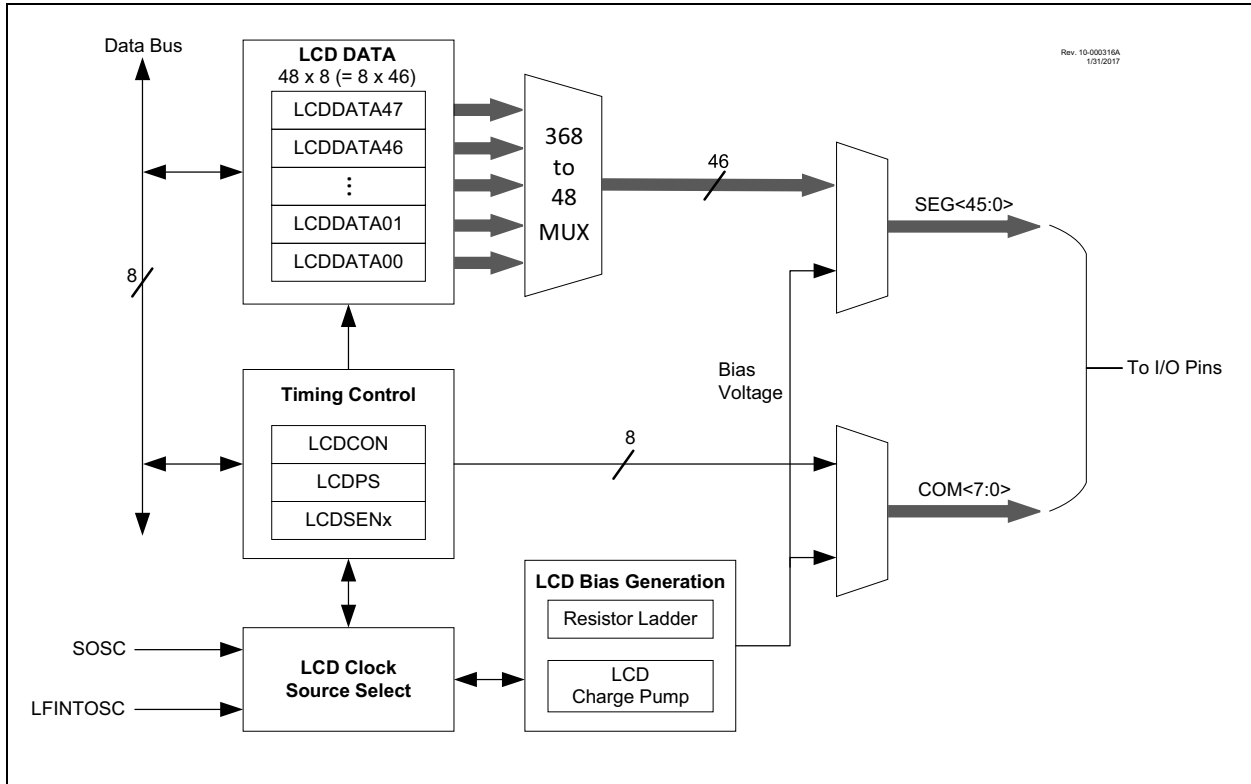 Data Bus
Rev. 10-000316A
1/31/2017
LCD DATA
48 x 8 (= 8 x 46)
LCDDATA47
LCDDATA46
⋮
LCDDATA01
LCDDATA00
368
to
48
MUX
46
SEG<45:0>
8
Timing Control
LCDCON
LCDPS
LCDSENx
8
Bias
Voltage
To I/O Pins
COM<7:0>
LCD Bias Generation
Resistor Ladder
LCD
Charge Pump
SOSC
LFINTOSC
LCD Clock
Source Select